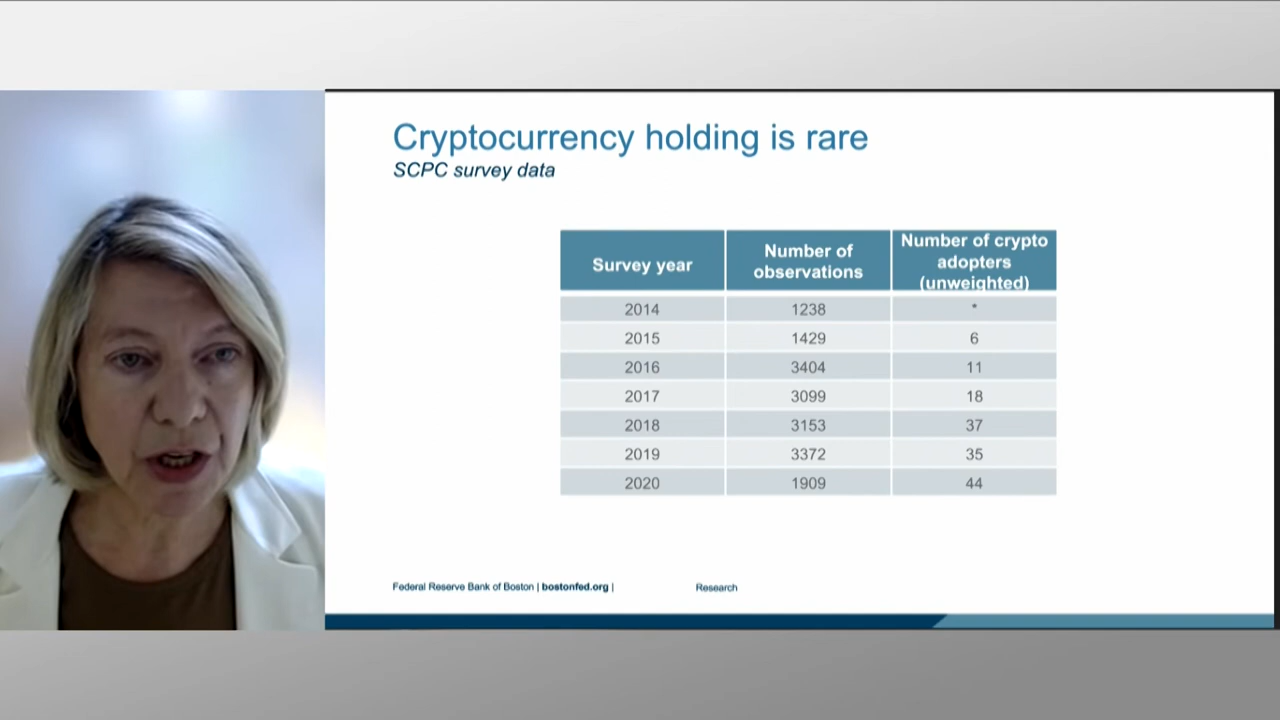 Cryptocurrency holding is rare
SCPC survey data
Survey year
Number of
observations
Number of crypto
adopters
(unweighted)
2014 1238 *
2015 1429 6
2016 3404 11
2017 3099 18
2018 3153 37
2019 3372 35
2020 1909 44
Federal Reserve Bank of Boston | bostonfed.org |
Research